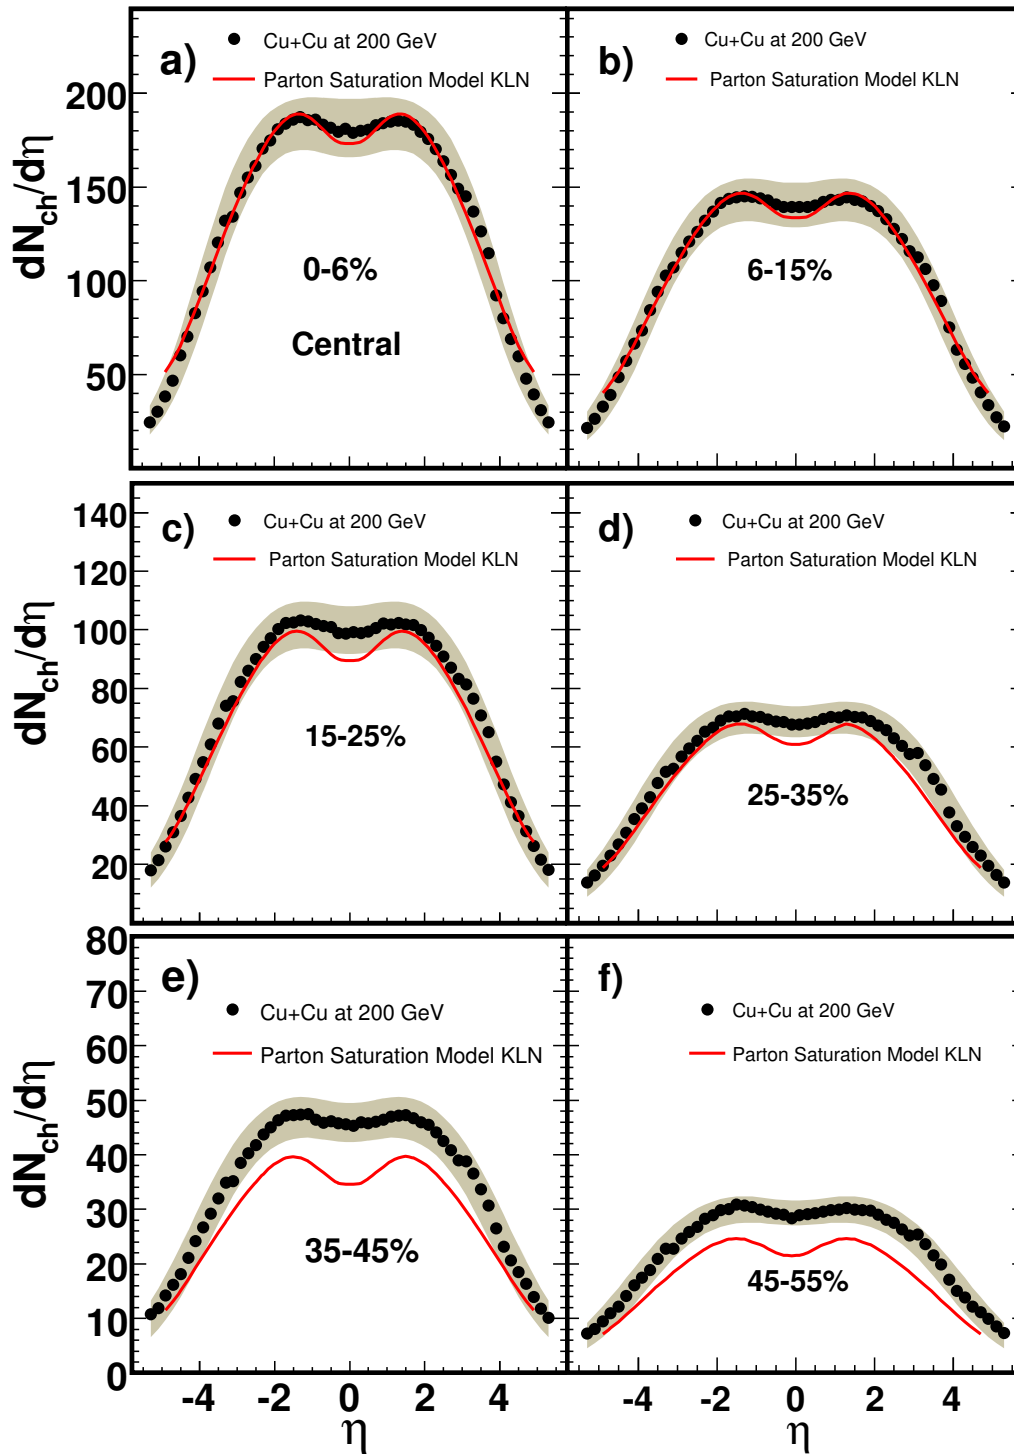 a)
Cu+Cu at 200 GeV
Parton Saturation Model KLN
200
150
100
50
dN_ch/dη
0-6%
Central
b)
Cu+Cu at 200 GeV
Parton Saturation Model KLN
6-15%
c)
Cu+Cu at 200 GeV
Parton Saturation Model KLN
140
120
100
80
60
40
20
dN_ch/dη
15-25%
d)
Cu+Cu at 200 GeV
Parton Saturation Model KLN
25-35%
e)
Cu+Cu at 200 GeV
Parton Saturation Model KLN
80
70
60
50
40
30
20
10
0
dN_ch/dη
35-45%
-4 -2 0 2 4
η
f)
Cu+Cu at 200 GeV
Parton Saturation Model KLN
45-55%
-4 -2 0 2 4
η